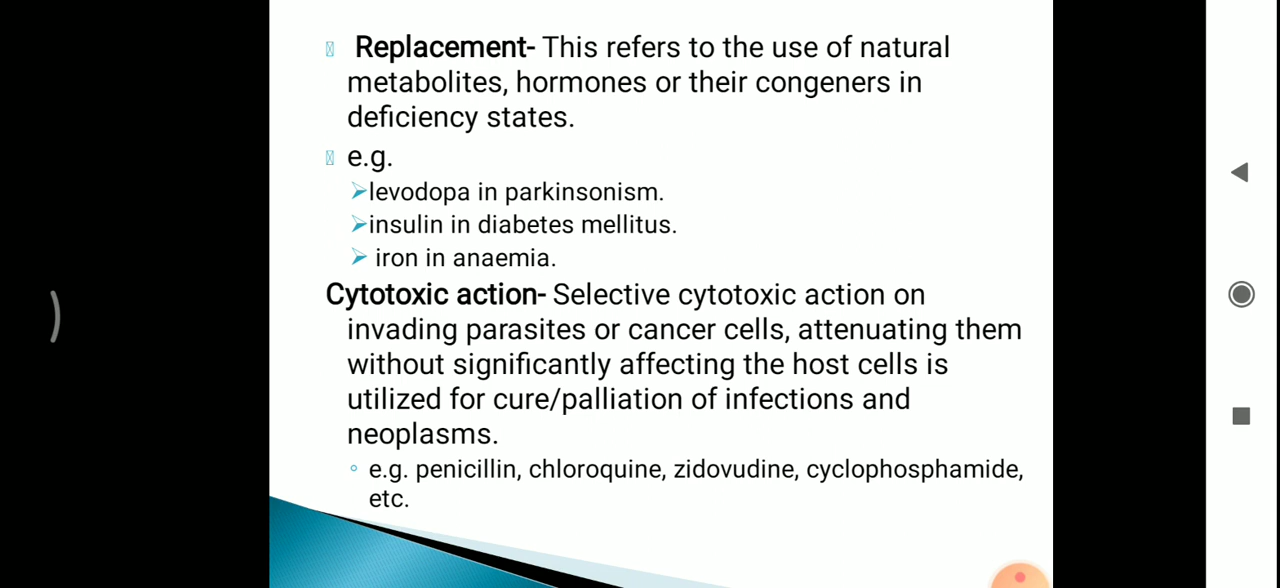 Replacement- This refers to the use of natural
metabolites, hormones or their congeners in
deficiency states.
e.g.
➢levodopa in parkinsonism.
➢insulin in diabetes mellitus.
➢ iron in anaemia.
Cytotoxic action- Selective cytotoxic action on
invading parasites or cancer cells, attenuating them
without significantly affecting the host cells is
utilized for cure/palliation of infections and
neoplasms.
◦ e.g. penicillin, chloroquine, zidovudine, cyclophosphamide,
etc.